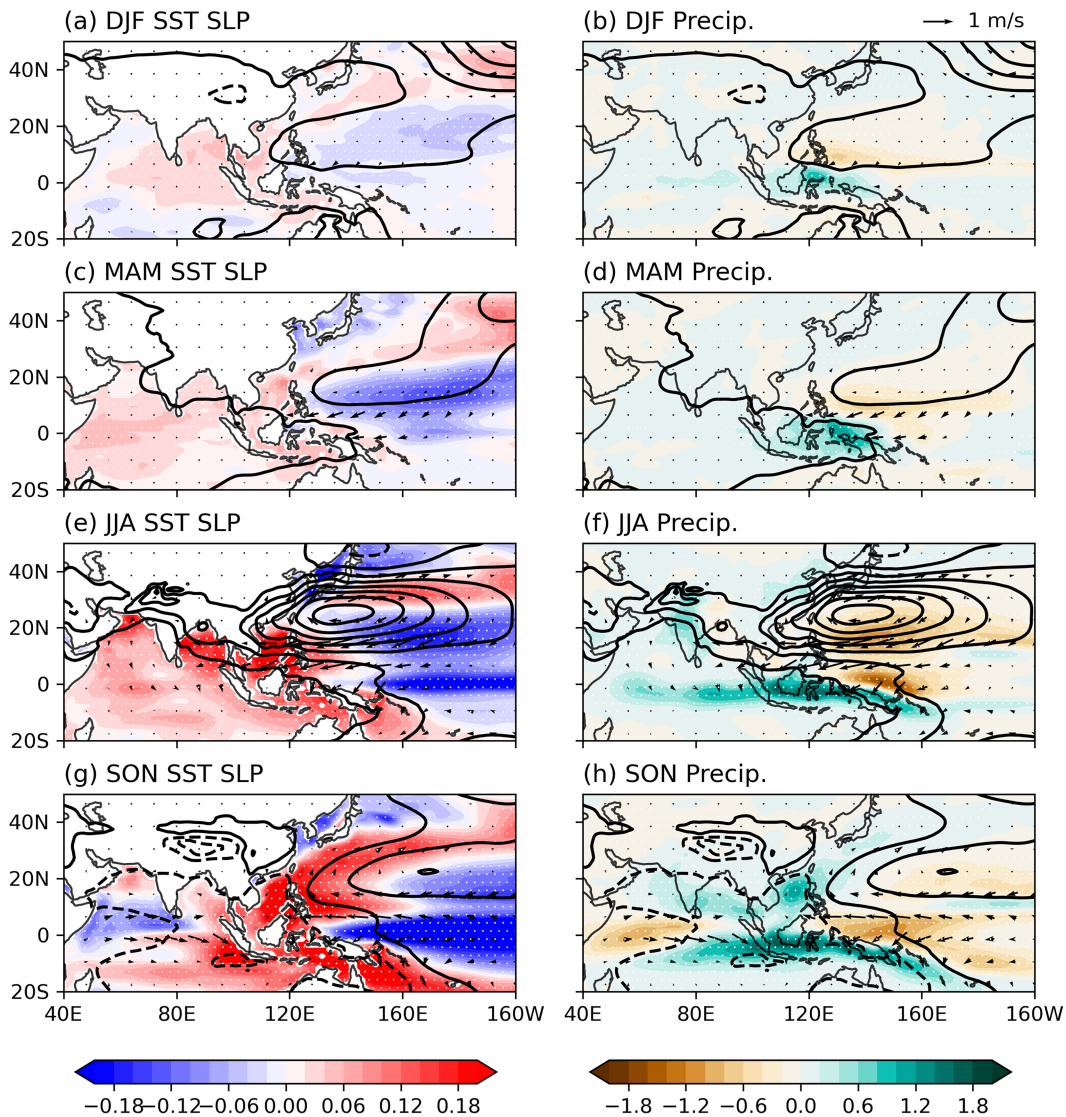 (a) DJF SST SLP
(b) DJF Precip.
1 m/s
40N
20N
0
20S
(c) MAM SST SLP
(d) MAM Precip.
40N
20N
0
20S
(e) JJA SST SLP
(f) JJA Precip.
40N
20N
0
20S
(g) SON SST SLP
(h) SON Precip.
40N
20N
0
20S
40E 80E 120E 160E 160W
40E 80E 120E 160E 160W
−0.18 −0.12 −0.06 0.00 0.06 0.12 0.18
−1.8 −1.2 −0.6 0.0 0.6 1.2 1.8